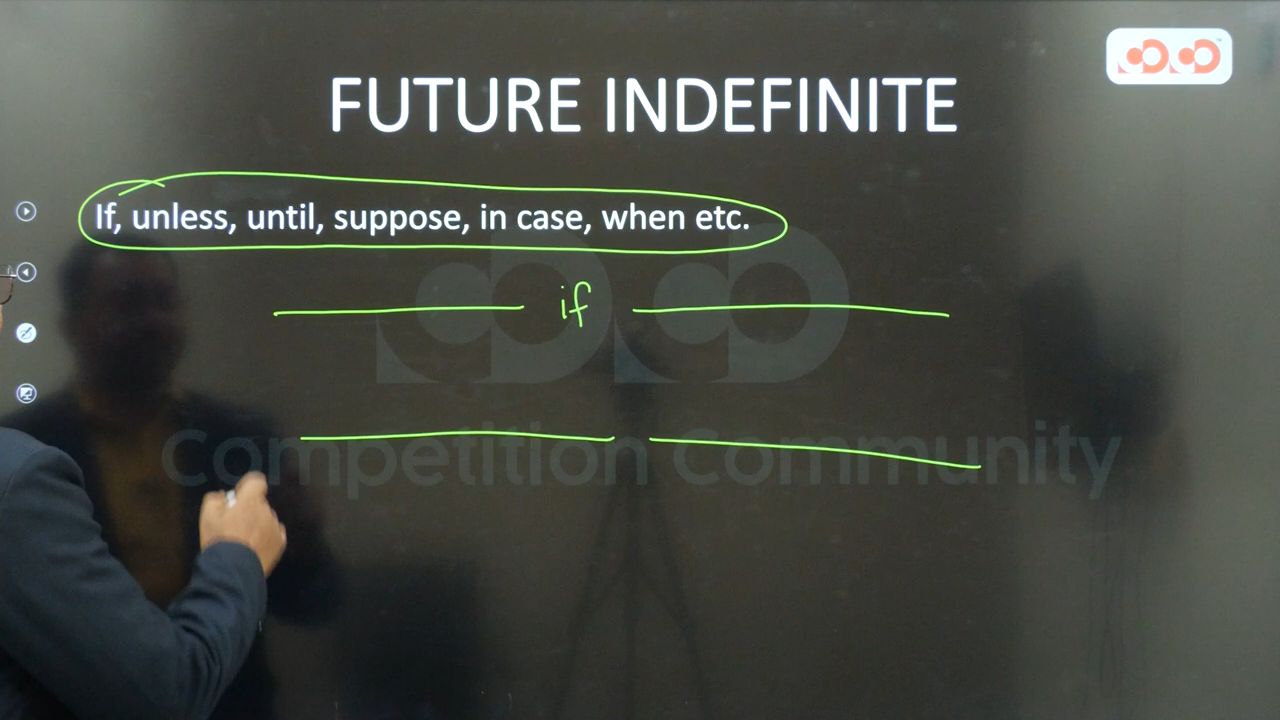 FUTURE INDEFINITE
If, unless, until, suppose, in case, when etc.
if
Competition Community